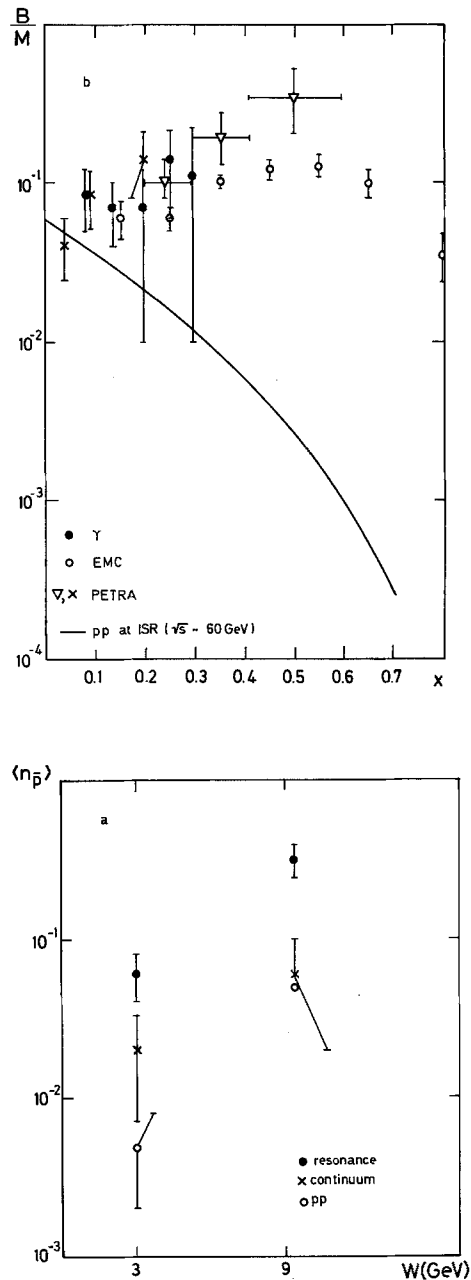 B
M
b
10⁻¹
10⁻²
10⁻³
10⁻⁴
● ϒ
○ EMC
▽,× PETRA
— pp at ISR (√s ~ 60 GeV)
0.1 0.2 0.3 0.4 0.5 0.6 0.7 x
⟨n_p̄⟩
a
10⁻¹
10⁻²
10⁻³
● resonance
× continuum
○ pp
3 9 W(GeV)